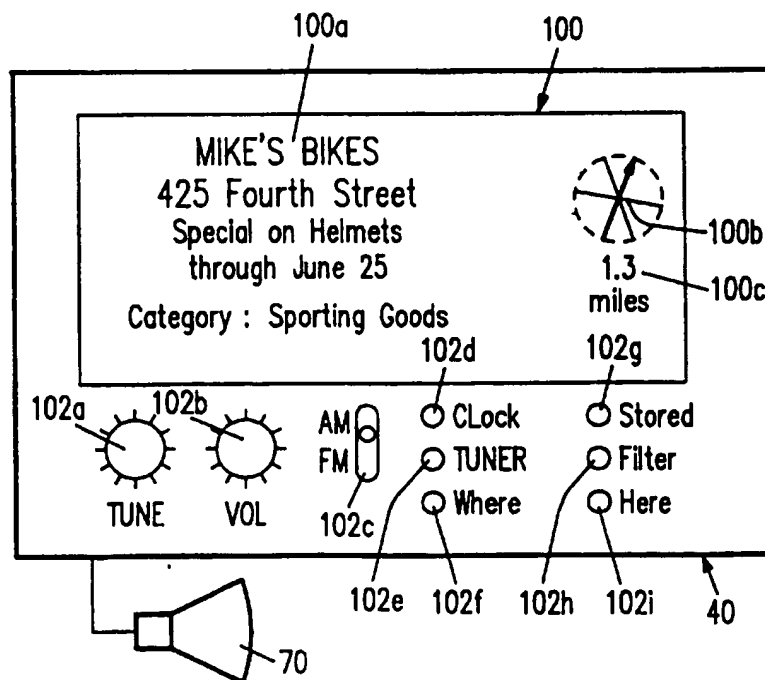 100a 100
MIKE'S BIKES
425 Fourth Street
Special on Helmets
through June 25
Category : Sporting Goods
100b
1.3
miles
100c
102a 102b 102d 102g
AM CLock Stored
FM TUNER Filter
TUNE VOL 102c Where Here
102e 102f 102h 102i 40
70